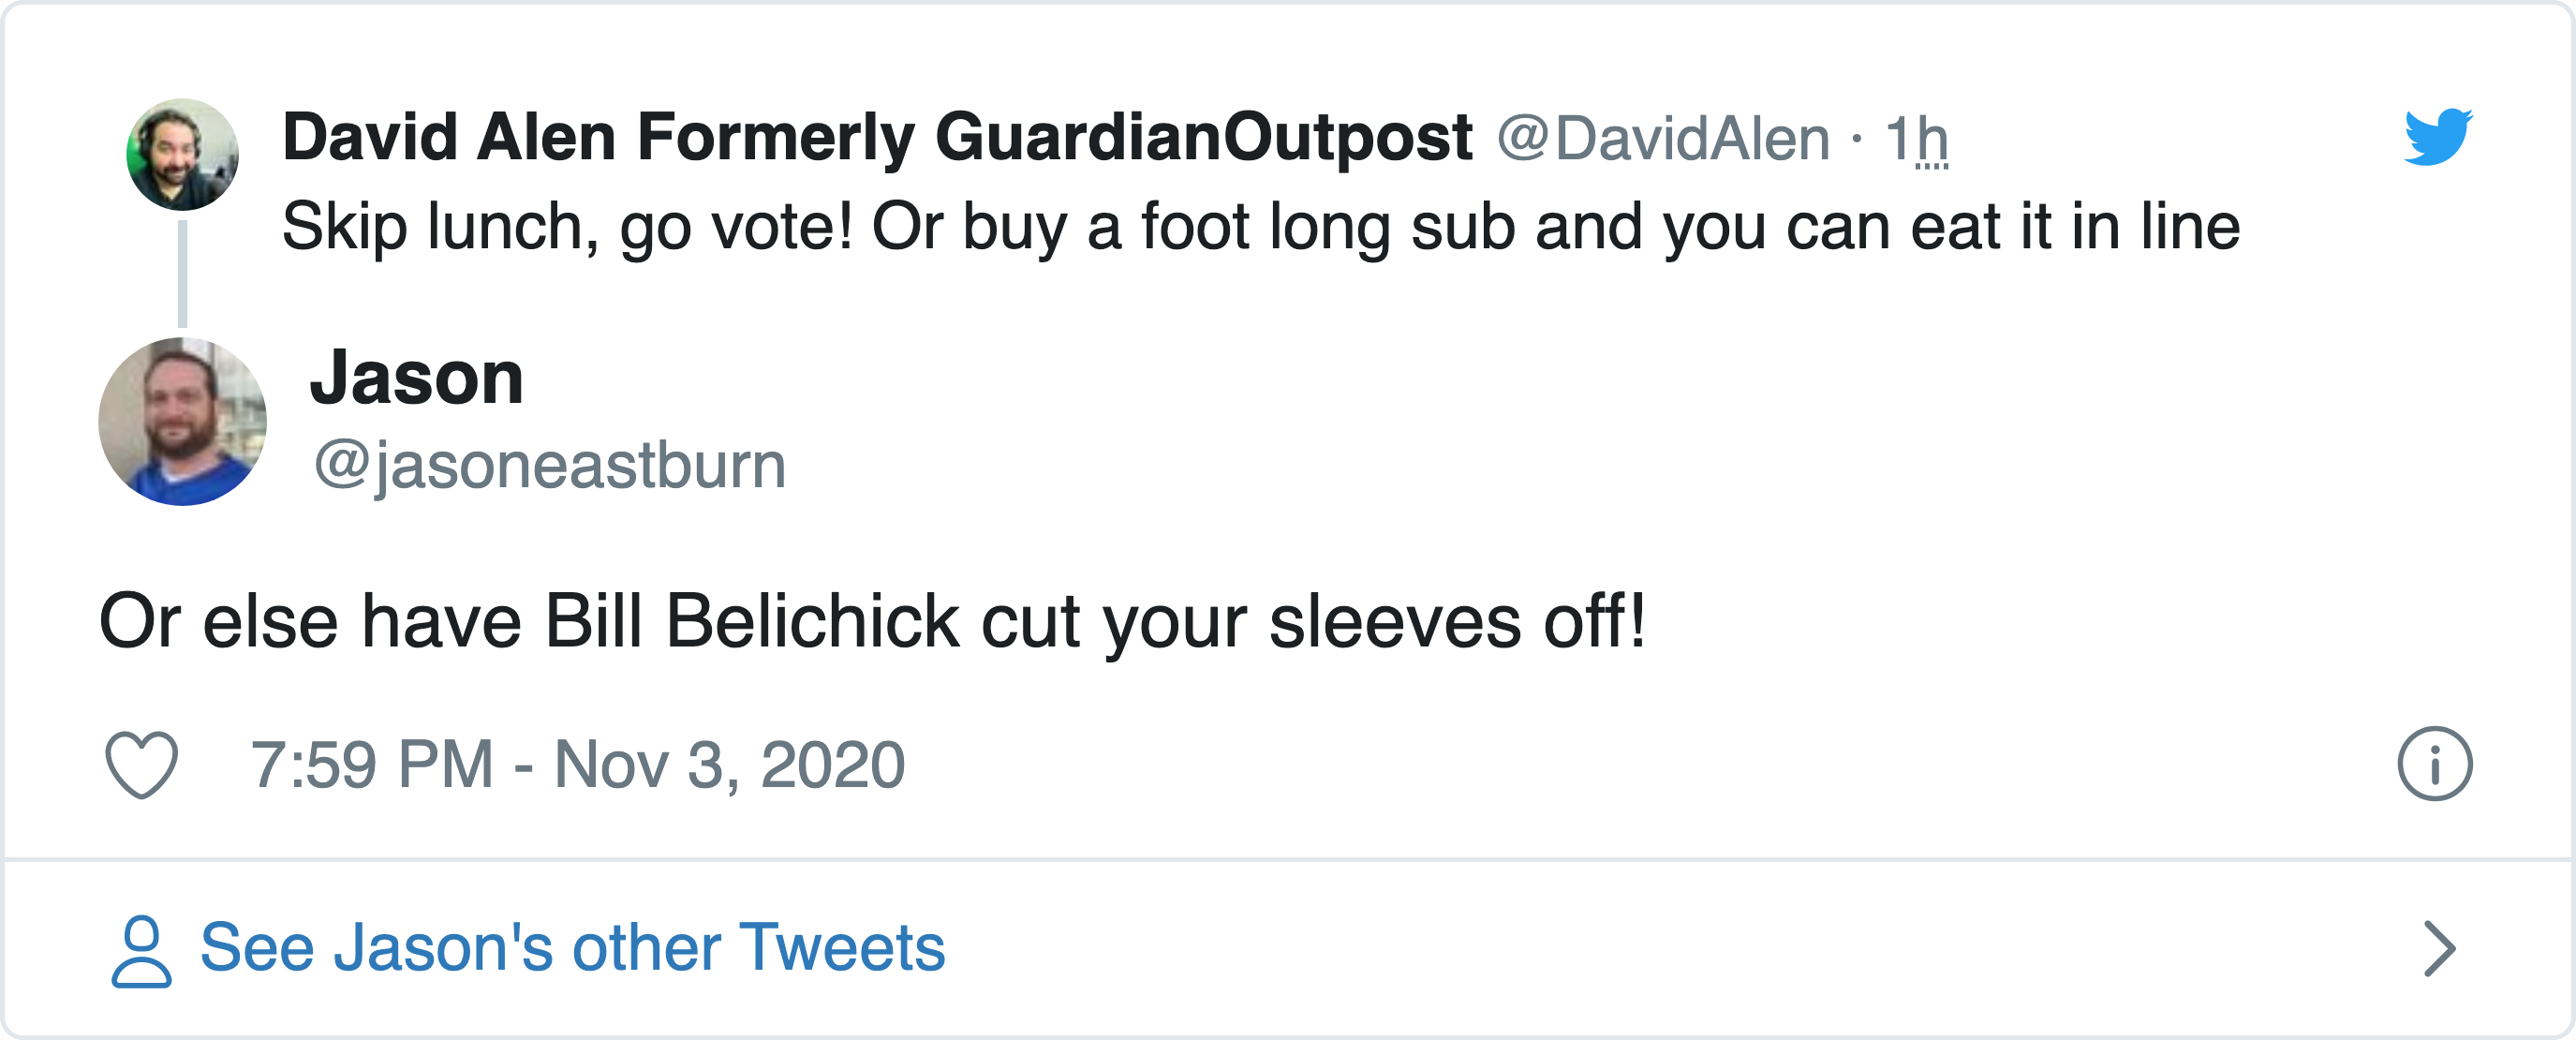 David Alen Formerly GuardianOutpost @DavidAlen · 1h
Skip lunch, go vote! Or buy a foot long sub and you can eat it in line
Jason
@jasoneastburn
Or else have Bill Belichick cut your sleeves off!
7:59 PM - Nov 3, 2020
See Jason's other Tweets